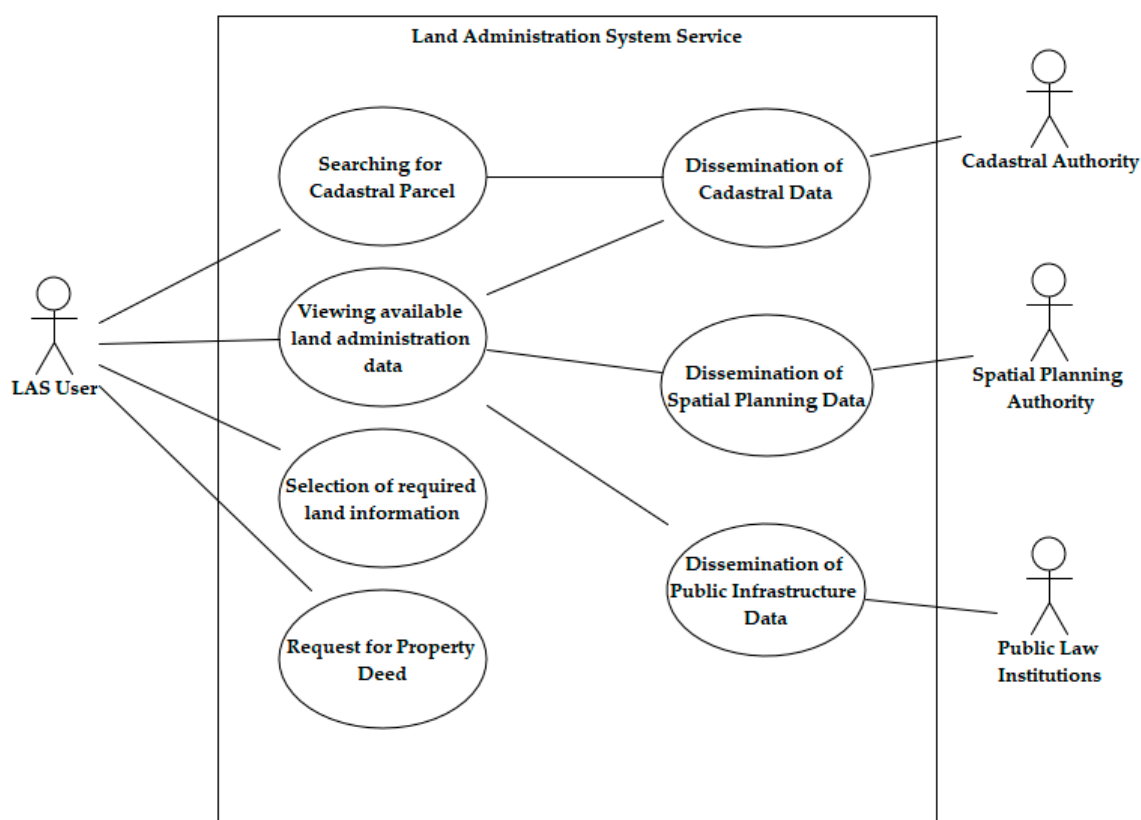 Land Administration System Service
Searching for
Cadastral Parcel
Dissemination of
Cadastral Data
Cadastral Authority
LAS User
Viewing available
land administration
data
Dissemination of
Spatial Planning Data
Spatial Planning
Authority
Selection of required
land information
Dissemination of
Public Infrastructure
Data
Request for Property
Deed
Public Law
Institutions